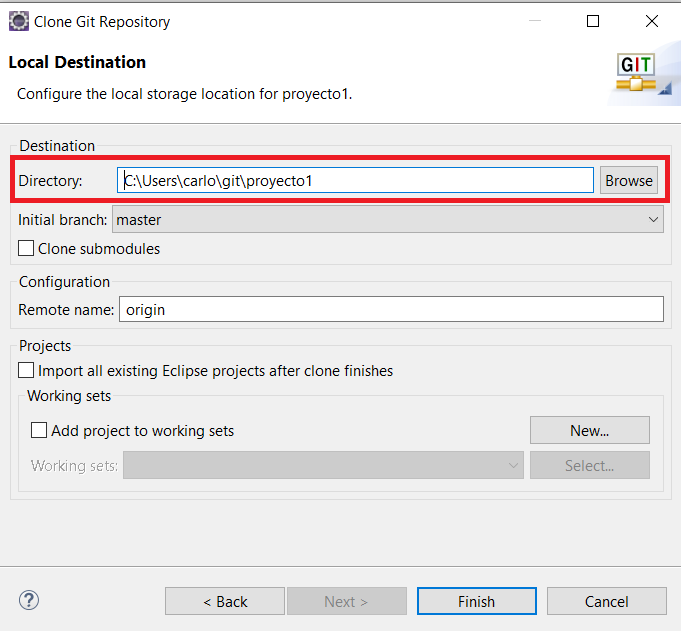 Clone Git Repository
Local Destination
GIT
Configure the local storage location for proyecto1.
Destination
Directory: C:\Users\carlo\git\proyecto1 Browse
Initial branch: master
Clone submodules
Configuration
Remote name: origin
Projects
Import all existing Eclipse projects after clone finishes
Working sets
Add project to working sets New...
Working sets: Select...
? < Back Next > Finish Cancel